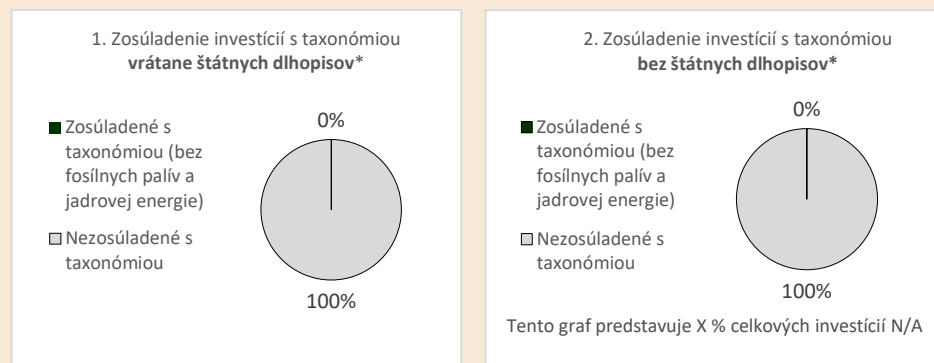 1. Zosúladenie investícií s taxonómiou
vrátane štátnych dlhopisov*
Zosúladené s
taxonómiou (bez
fosílnych palív a
jadrovej energie)
Nezosúladené s
taxonómiou
0%
100%
2. Zosúladenie investícií s taxonómiou
bez štátnych dlhopisov*
Zosúladené s
taxonómiou (bez
fosílnych palív a
jadrovej energie)
Nezosúladené s
taxonómiou
0%
100%
Tento graf predstavuje X % celkových investícií N/A